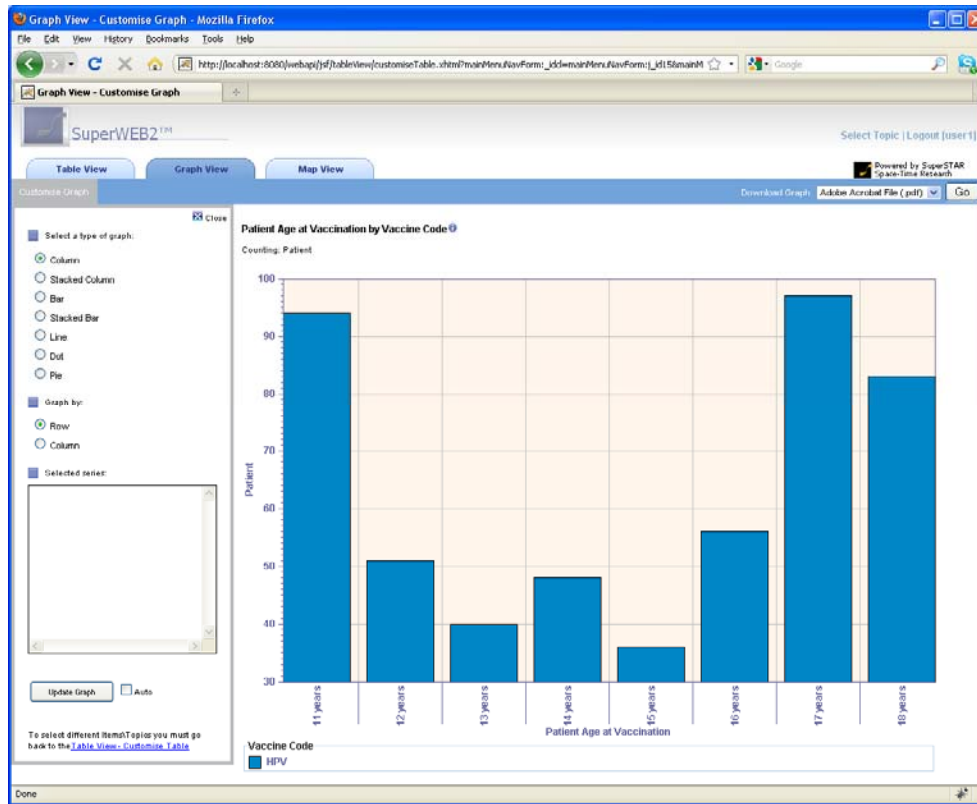 Graph View - Customise Graph - Mozilla Firefox
File Edit View History Bookmarks Tools Help
http://localhost:8080/webapi/jsf/tableView/customiseTable.xhtml?mainMenuNavForm:_idcl=mainMenuNavForm:j_id15&mainM
Google
Graph View - Customise Graph
SuperWEB2™
Select Topic | Logout [user1]
Table View Graph View Map View
Powered by SuperSTAR
Space-Time Research
Customise Graph
Download Graph: Adobe Acrobat File (.pdf) Go
Close
Select a type of graph:
Column
Stacked Column
Bar
Stacked Bar
Line
Dot
Pie
Graph by:
Row
Column
Selected series:
Update Graph Auto
To select different Items\Topics you must go
back to the Table View - Customise Table
Patient Age at Vaccination by Vaccine Code
Counting: Patient
100
90
80
70
60
50
40
30
Patient
11 years
12 years
13 years
14 years
15 years
16 years
17 years
18 years
Patient Age at Vaccination
Vaccine Code
HPV
Done